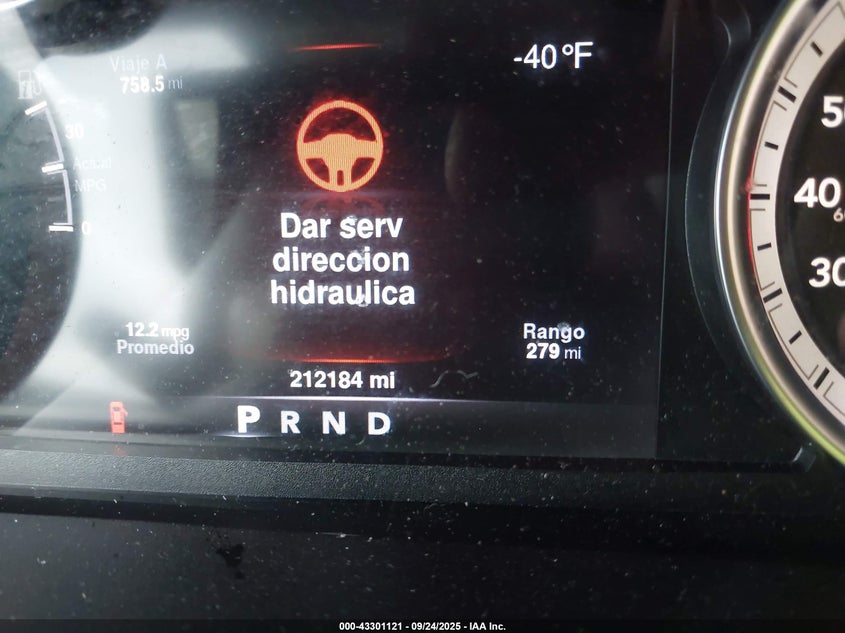 Viaje A
758.5 mi
-40°F
30
Actual
MPG
0
Dar serv
direccion
hidraulica
12.2 mpg
Promedio
Rango
279 mi
212184 mi
P R N D
50
40
60
30
000-43301121 - 09/24/2025 - IAA Inc.